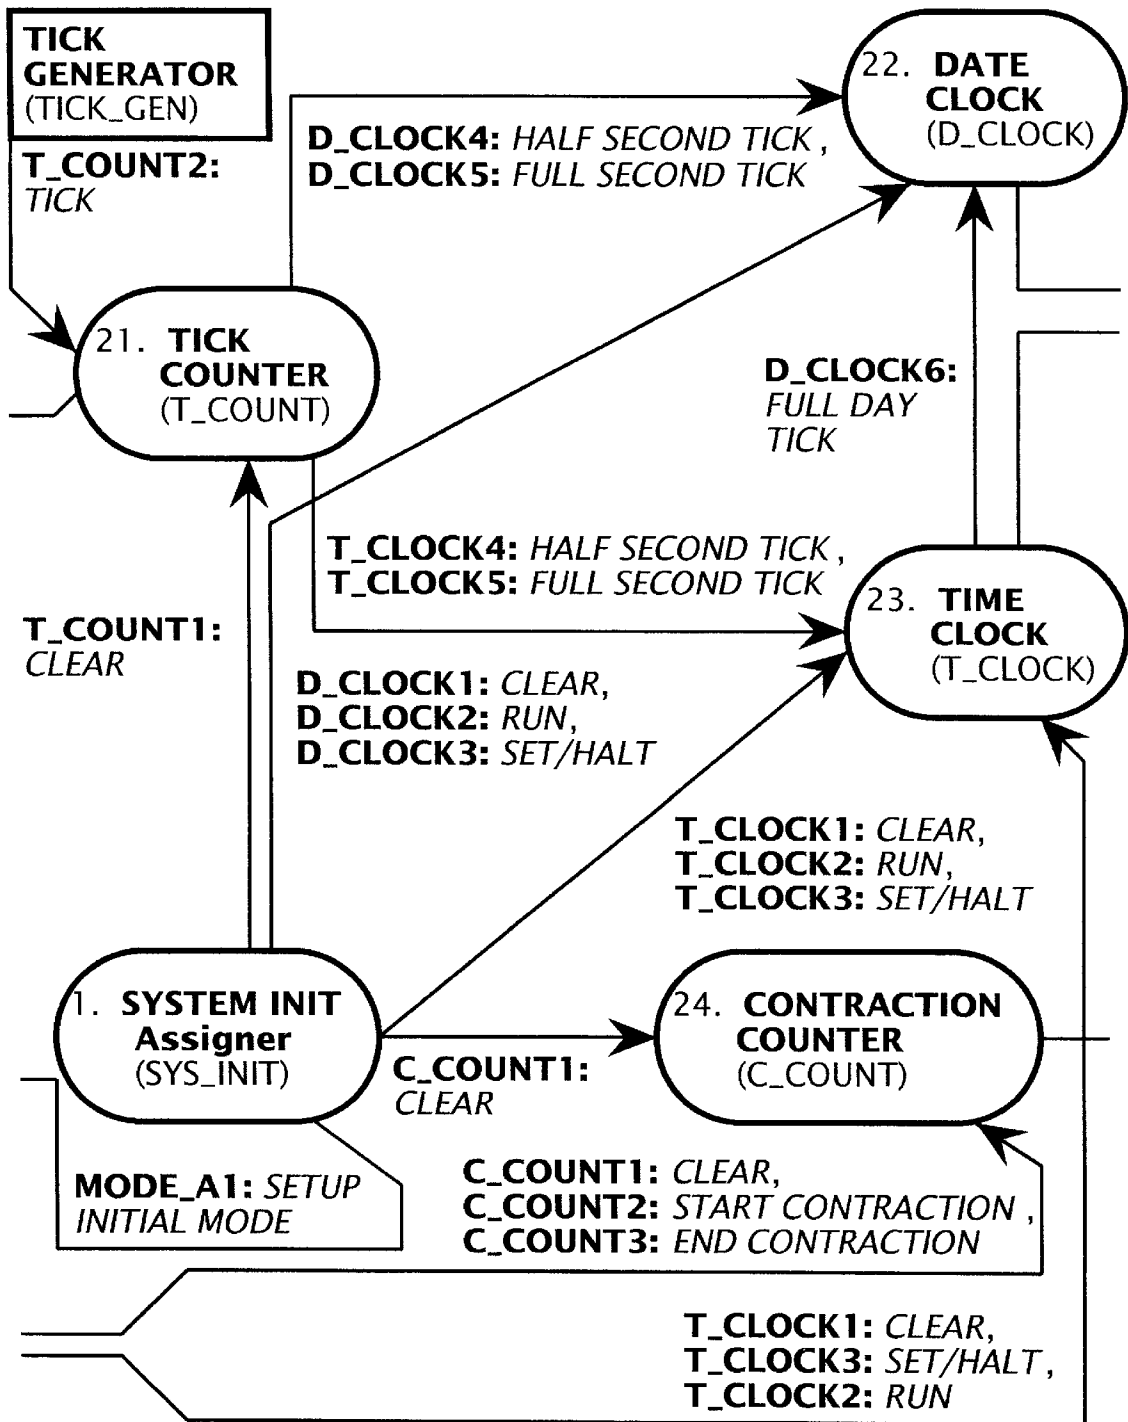 TICK
GENERATOR
(TICK_GEN)
22. DATE
CLOCK
(D_CLOCK)
D_CLOCK4: HALF SECOND TICK,
D_CLOCK5: FULL SECOND TICK
T_COUNT2:
TICK
21. TICK
COUNTER
(T_COUNT)
D_CLOCK6:
FULL DAY
TICK
T_CLOCK4: HALF SECOND TICK,
T_CLOCK5: FULL SECOND TICK
23. TIME
CLOCK
(T_CLOCK)
T_COUNT1:
CLEAR
D_CLOCK1: CLEAR,
D_CLOCK2: RUN,
D_CLOCK3: SET/HALT
T_CLOCK1: CLEAR,
T_CLOCK2: RUN,
T_CLOCK3: SET/HALT
1. SYSTEM INIT
Assigner
(SYS_INIT)
24. CONTRACTION
COUNTER
(C_COUNT)
C_COUNT1:
CLEAR
MODE_A1: SETUP
INITIAL MODE
C_COUNT1: CLEAR,
C_COUNT2: START CONTRACTION,
C_COUNT3: END CONTRACTION
T_CLOCK1: CLEAR,
T_CLOCK3: SET/HALT,
T_CLOCK2: RUN